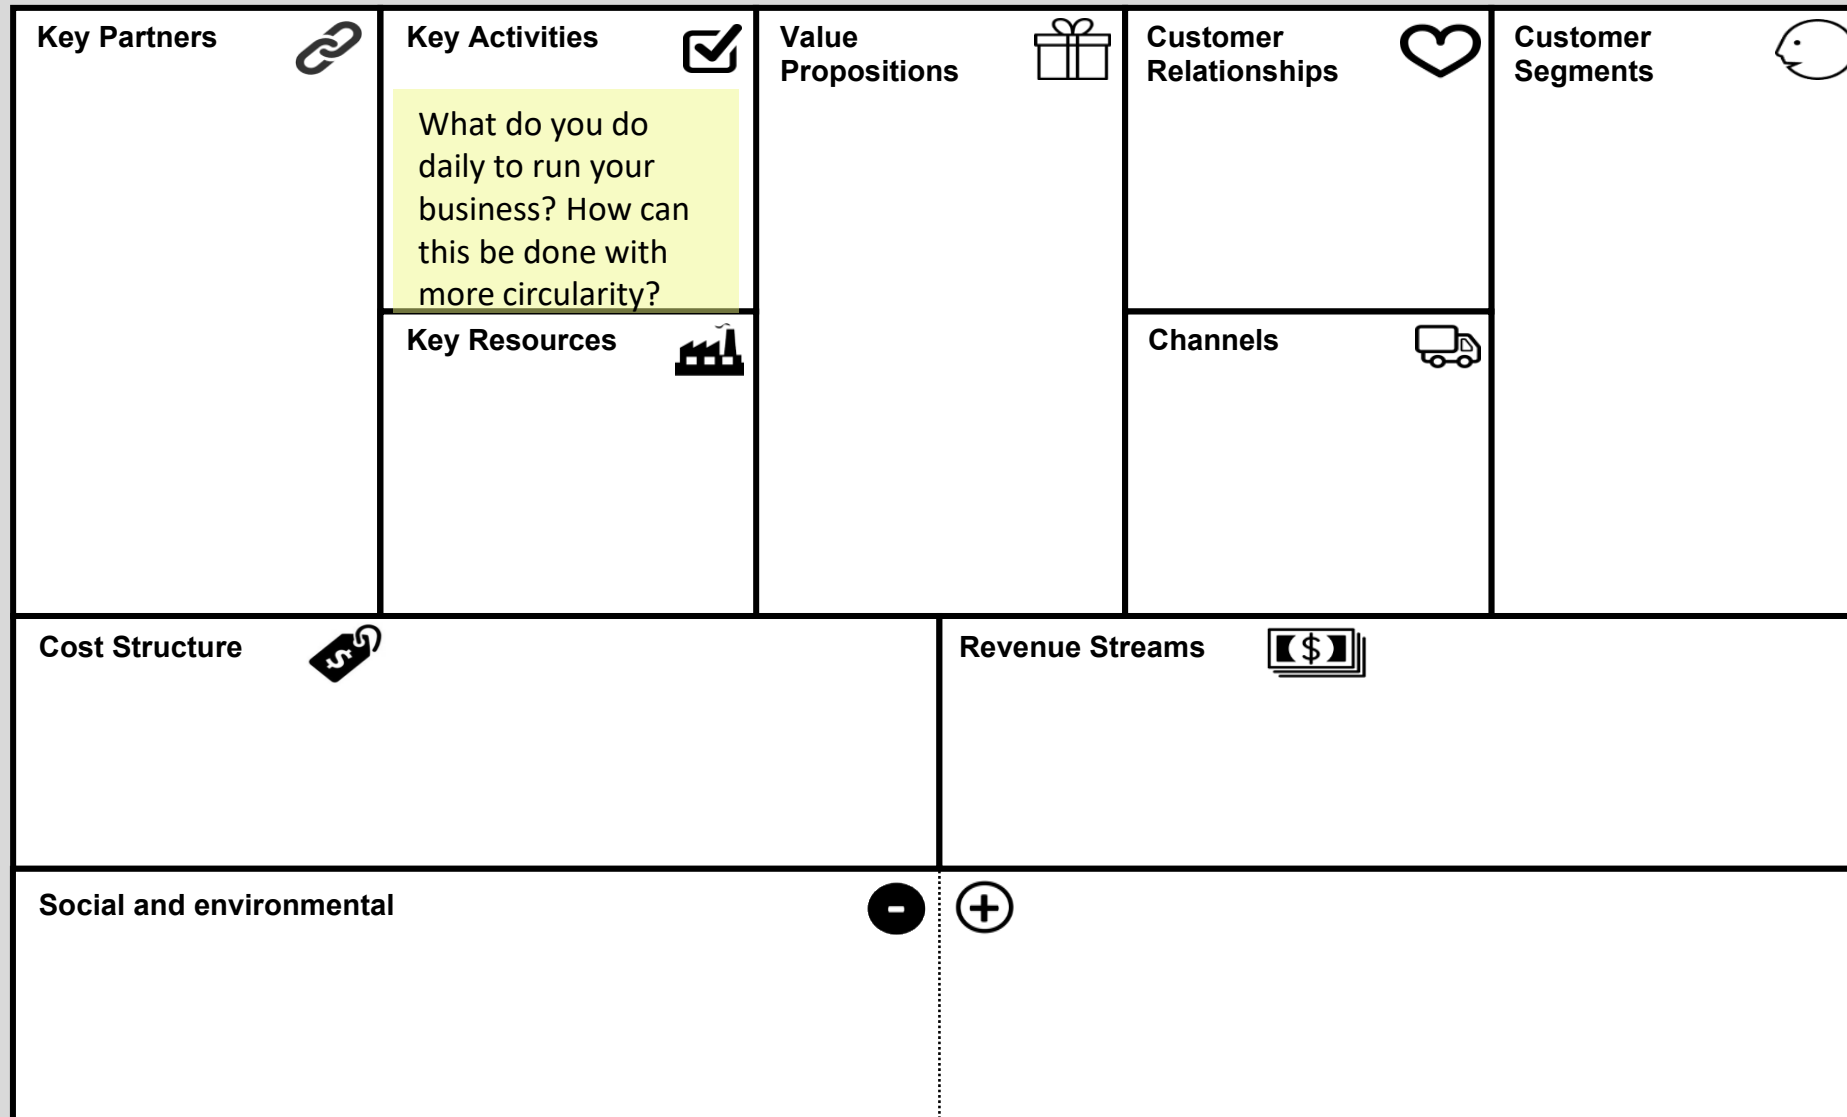 Key Partners
Key Activities
What do you do
daily to run your
business? How can
this be done with
more circularity?
Key Resources
Value
Propositions
Customer
Relationships
Channels
Customer
Segments
Cost Structure
$
Revenue Streams
$
Social and environmental
-
+